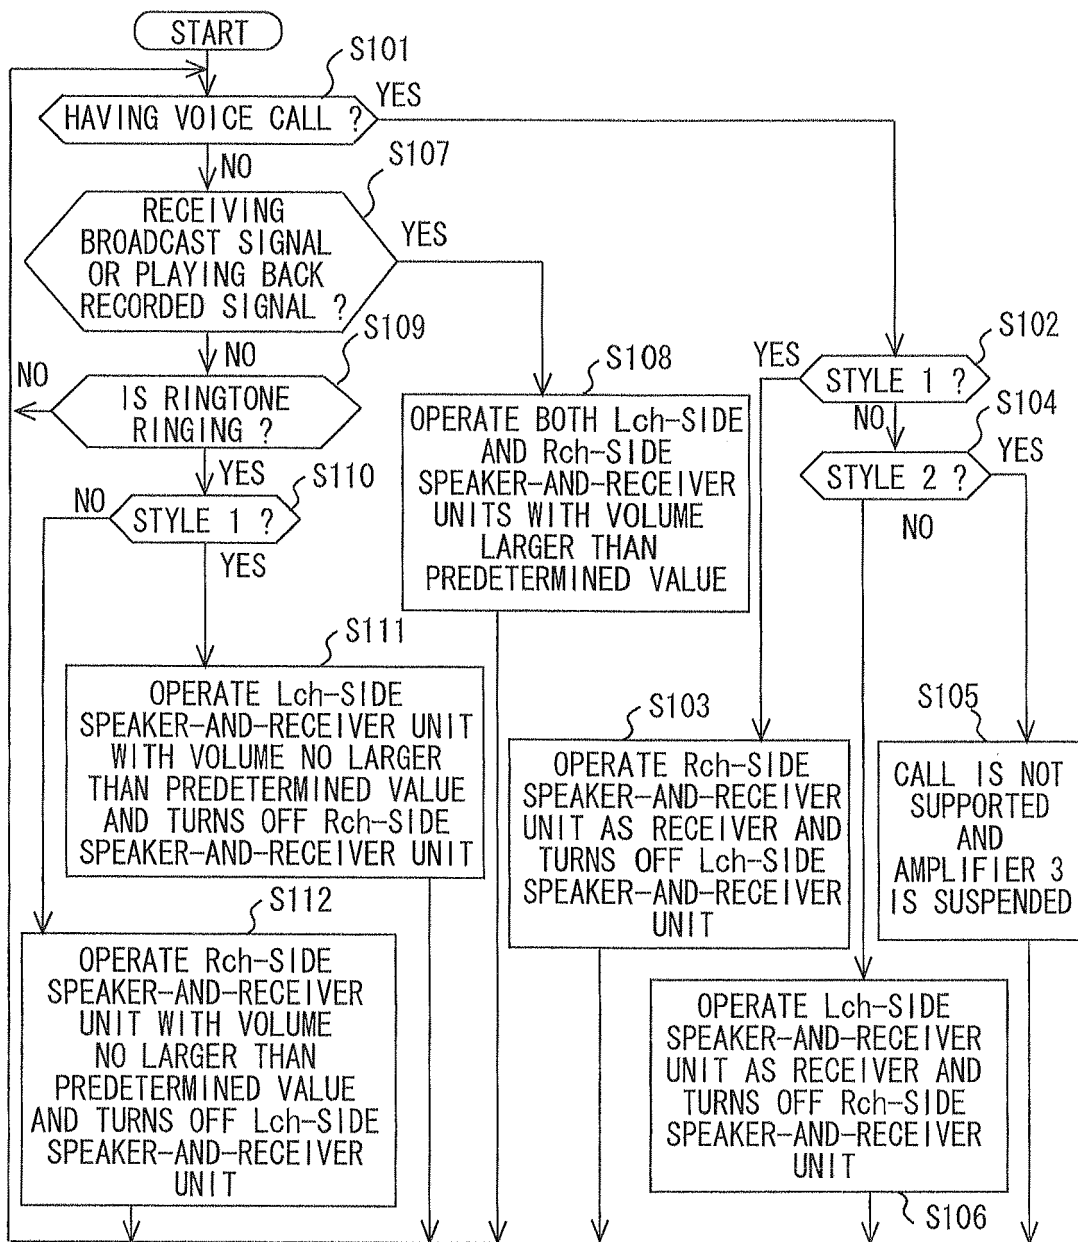 START
S101
HAVING VOICE CALL ?
YES
NO
S107
RECEIVING
BROADCAST SIGNAL
OR PLAYING BACK
RECORDED SIGNAL ?
YES
NO
S109
IS RINGTONE
RINGING ?
NO
YES
S110
STYLE 1 ?
NO
YES
S108
OPERATE BOTH Lch-SIDE
AND Rch-SIDE
SPEAKER-AND-RECEIVER
UNITS WITH VOLUME
LARGER THAN
PREDETERMINED VALUE
S102
STYLE 1 ?
YES
NO
S104
STYLE 2 ?
YES
NO
S111
OPERATE Lch-SIDE
SPEAKER-AND-RECEIVER UNIT
WITH VOLUME NO LARGER
THAN PREDETERMINED VALUE
AND TURNS OFF Rch-SIDE
SPEAKER-AND-RECEIVER UNIT
S103
OPERATE Rch-SIDE
SPEAKER-AND-RECEIVER
UNIT AS RECEIVER AND
TURNS OFF Lch-SIDE
SPEAKER-AND-RECEIVER
UNIT
S105
CALL IS NOT
SUPPORTED
AND
AMPLIFIER 3
IS SUSPENDED
S112
OPERATE Rch-SIDE
SPEAKER-AND-RECEIVER
UNIT WITH VOLUME
NO LARGER THAN
PREDETERMINED VALUE
AND TURNS OFF Lch-SIDE
SPEAKER-AND-RECEIVER
UNIT
OPERATE Lch-SIDE
SPEAKER-AND-RECEIVER
UNIT AS RECEIVER AND
TURNS OFF Rch-SIDE
SPEAKER-AND-RECEIVER
UNIT
S106